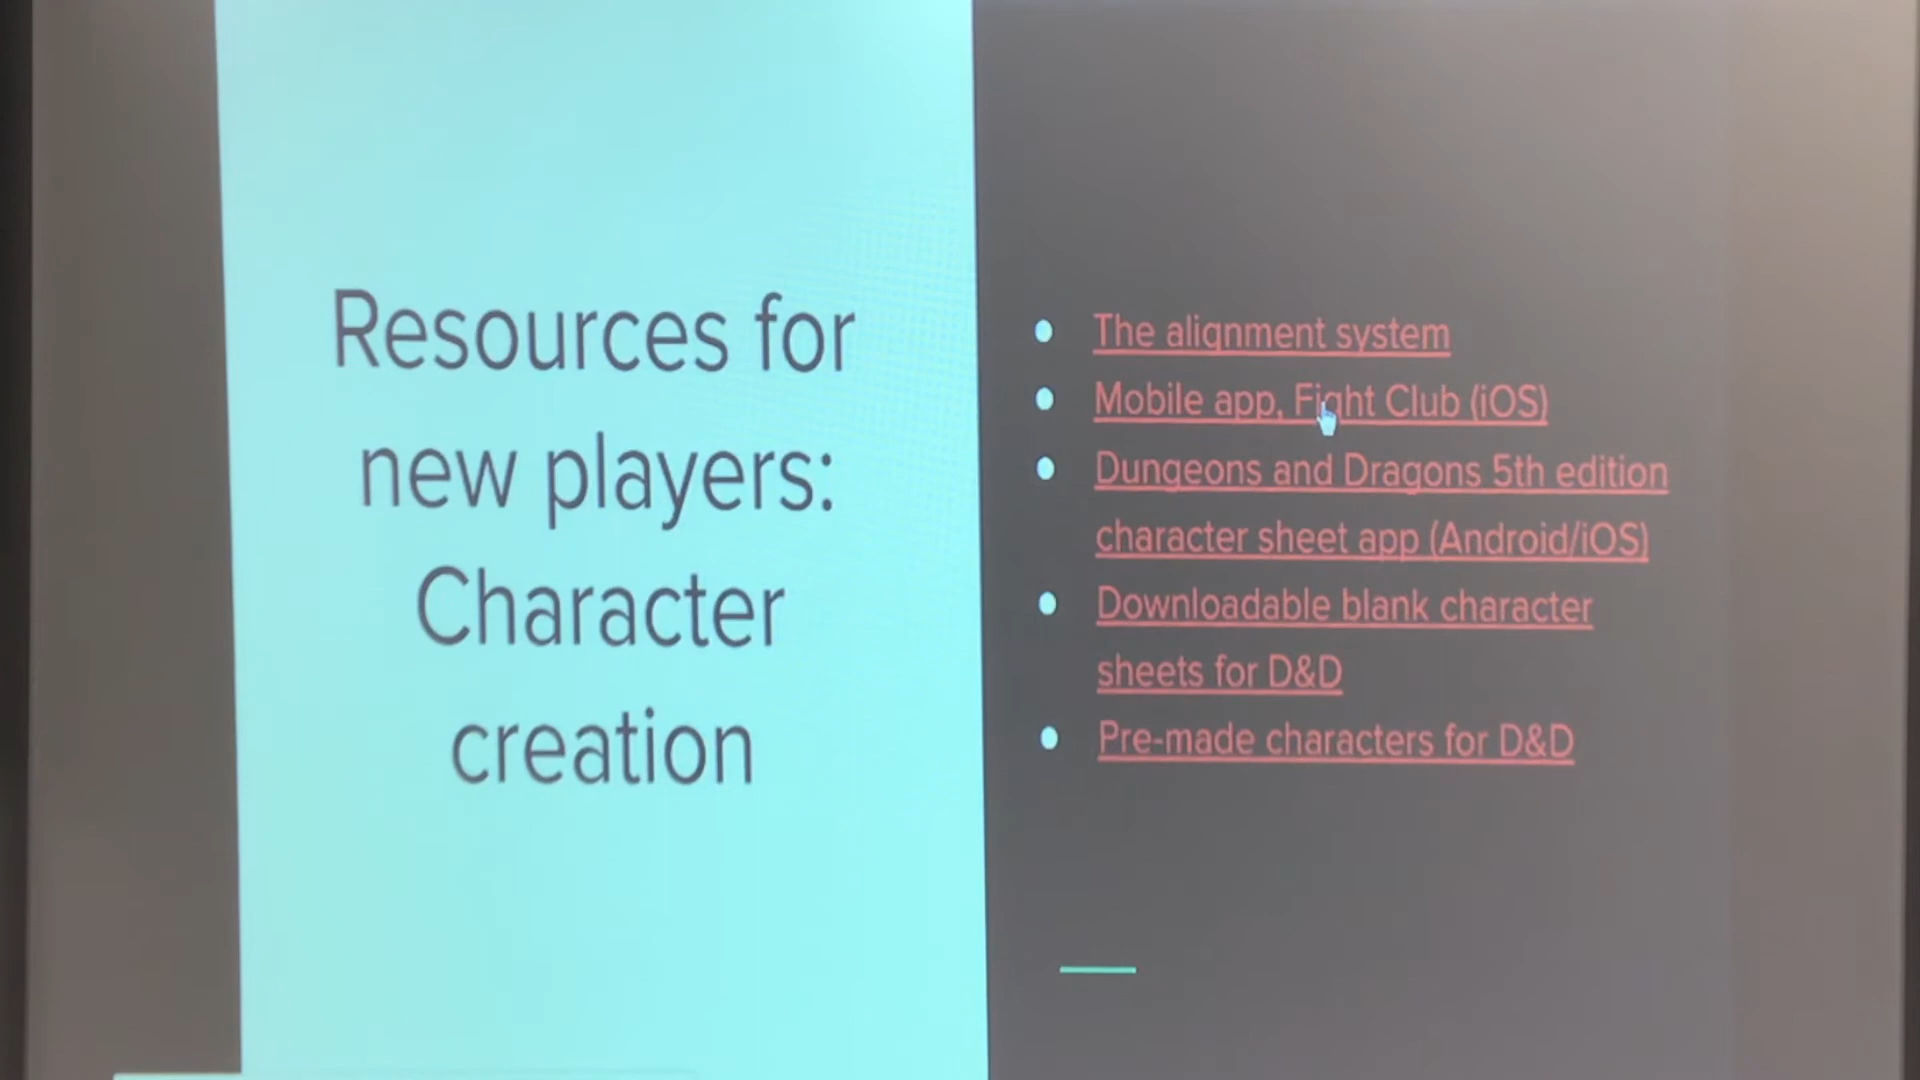 Resources for
new players:
Character
creation
The alignment system
Mobile app, Fight Club (iOS)
Dungeons and Dragons 5th edition
character sheet app (Android/iOS)
Downloadable blank character
sheets for D&D
Pre-made characters for D&D